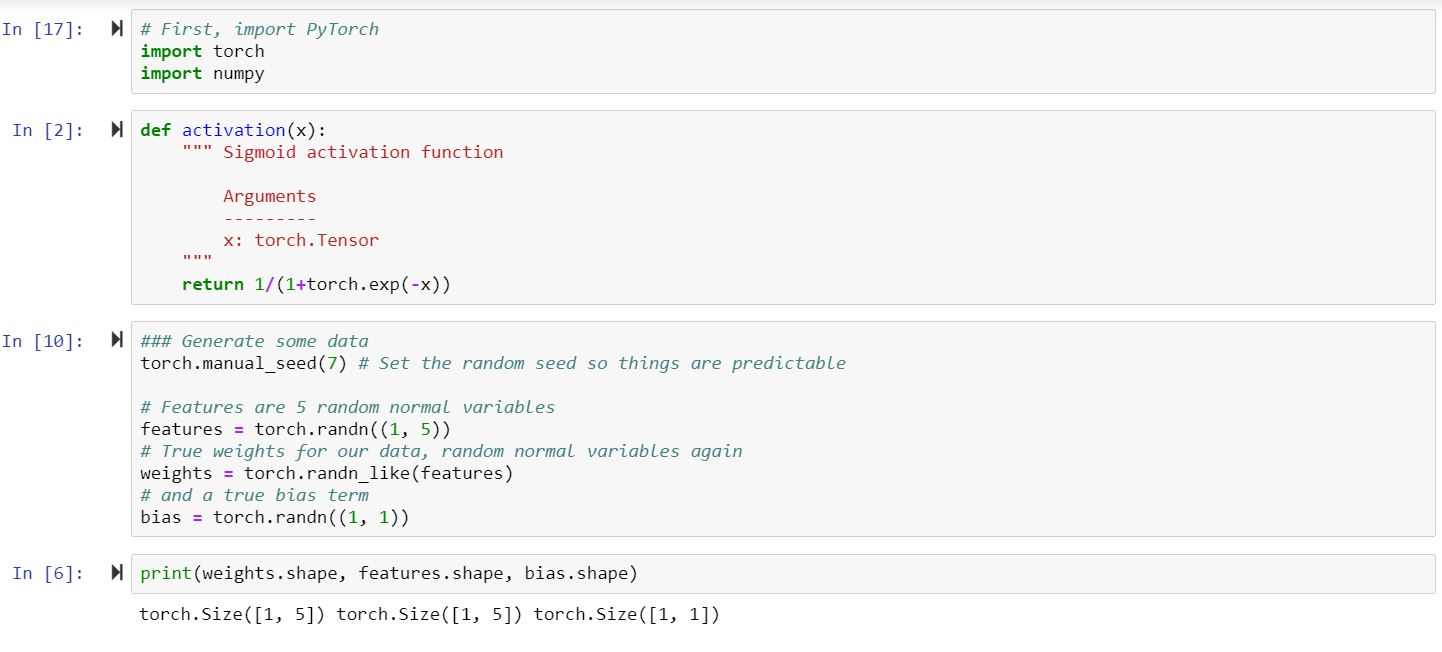 In [17]: # First, import PyTorch
import torch
import numpy
In [2]: def activation(x):
    """ Sigmoid activation function

        Arguments
        ---------
        x: torch.Tensor
    """
    return 1/(1+torch.exp(-x))
In [10]: ### Generate some data
torch.manual_seed(7) # Set the random seed so things are predictable

# Features are 5 random normal variables
features = torch.randn((1, 5))
# True weights for our data, random normal variables again
weights = torch.randn_like(features)
# and a true bias term
bias = torch.randn((1, 1))
In [6]: print(weights.shape, features.shape, bias.shape)
torch.Size([1, 5]) torch.Size([1, 5]) torch.Size([1, 1])